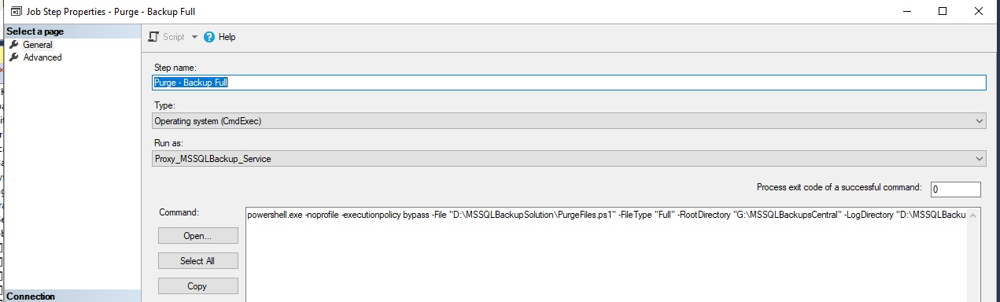 Job Step Properties - Purge - Backup Full
Select a page
General
Advanced
Script
Help
Step name:
Purge - Backup Full
Type:
Operating system (CmdExec)
Run as:
Proxy_MSSQLBackup_Service
Process exit code of a successful command:
0
Command:
powershell.exe -noprofile -executionpolicy bypass -File "D:\MSSQLBackupSolution\PurgeFiles.ps1" -FileType "Full" -RootDirectory "G:\MSSQLBackupsCentral" -LogDirectory "D:\MSSQLBacku
Open...
Select All
Copy
Connection